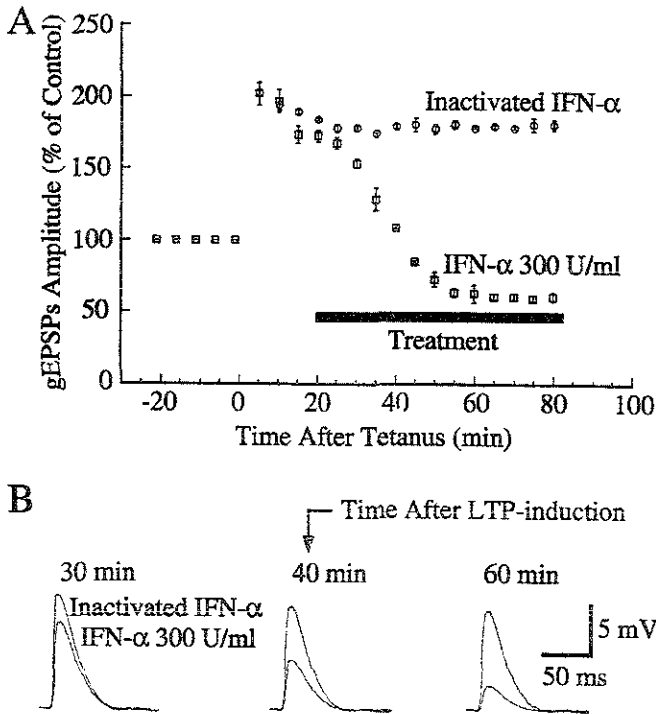 A
gEPSPs Amplitude (% of Control)
250
200
150
100
50
0
Inactivated IFN-α
IFN-α 300 U/ml
Treatment
-20 0 20 40 60 80 100
Time After Tetanus (min)
B
Time After LTP-induction
30 min 40 min 60 min
Inactivated IFN-α
IFN-α 300 U/ml
5 mV
50 ms